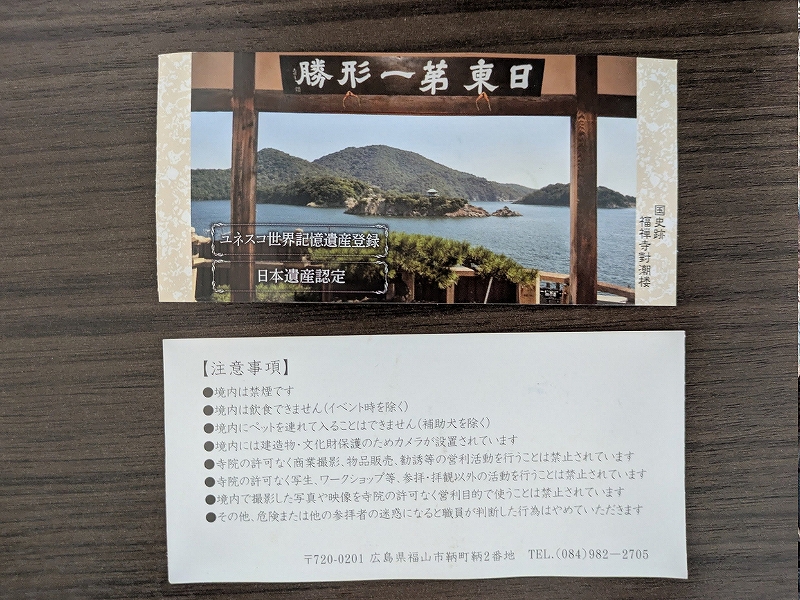 勝形一第東日
ユネスコ世界記憶遺産登録
日本遺産認定
国史跡
福禅寺對潮楼
【注意事項】
●境内は禁煙です
●境内は飲食できません(イベント時を除く)
●境内にペットを連れて入ることはできません(補助犬を除く)
●境内には建造物・文化財保護のためカメラが設置されています
●寺院の許可なく商業撮影、物品販売、勧誘等の営利活動を行うことは禁止されています
●寺院の許可なく写生、ワークショップ等、参拝・拝観以外の活動を行うことは禁止されています
●境内で撮影した写真や映像を寺院の許可なく営利目的で使うことは禁止されています
●その他、危険または他の参拝者の迷惑になると職員が判断した行為はやめていただきます
〒720-0201 広島県福山市鞆町鞆2番地 TEL.(084)982－2705